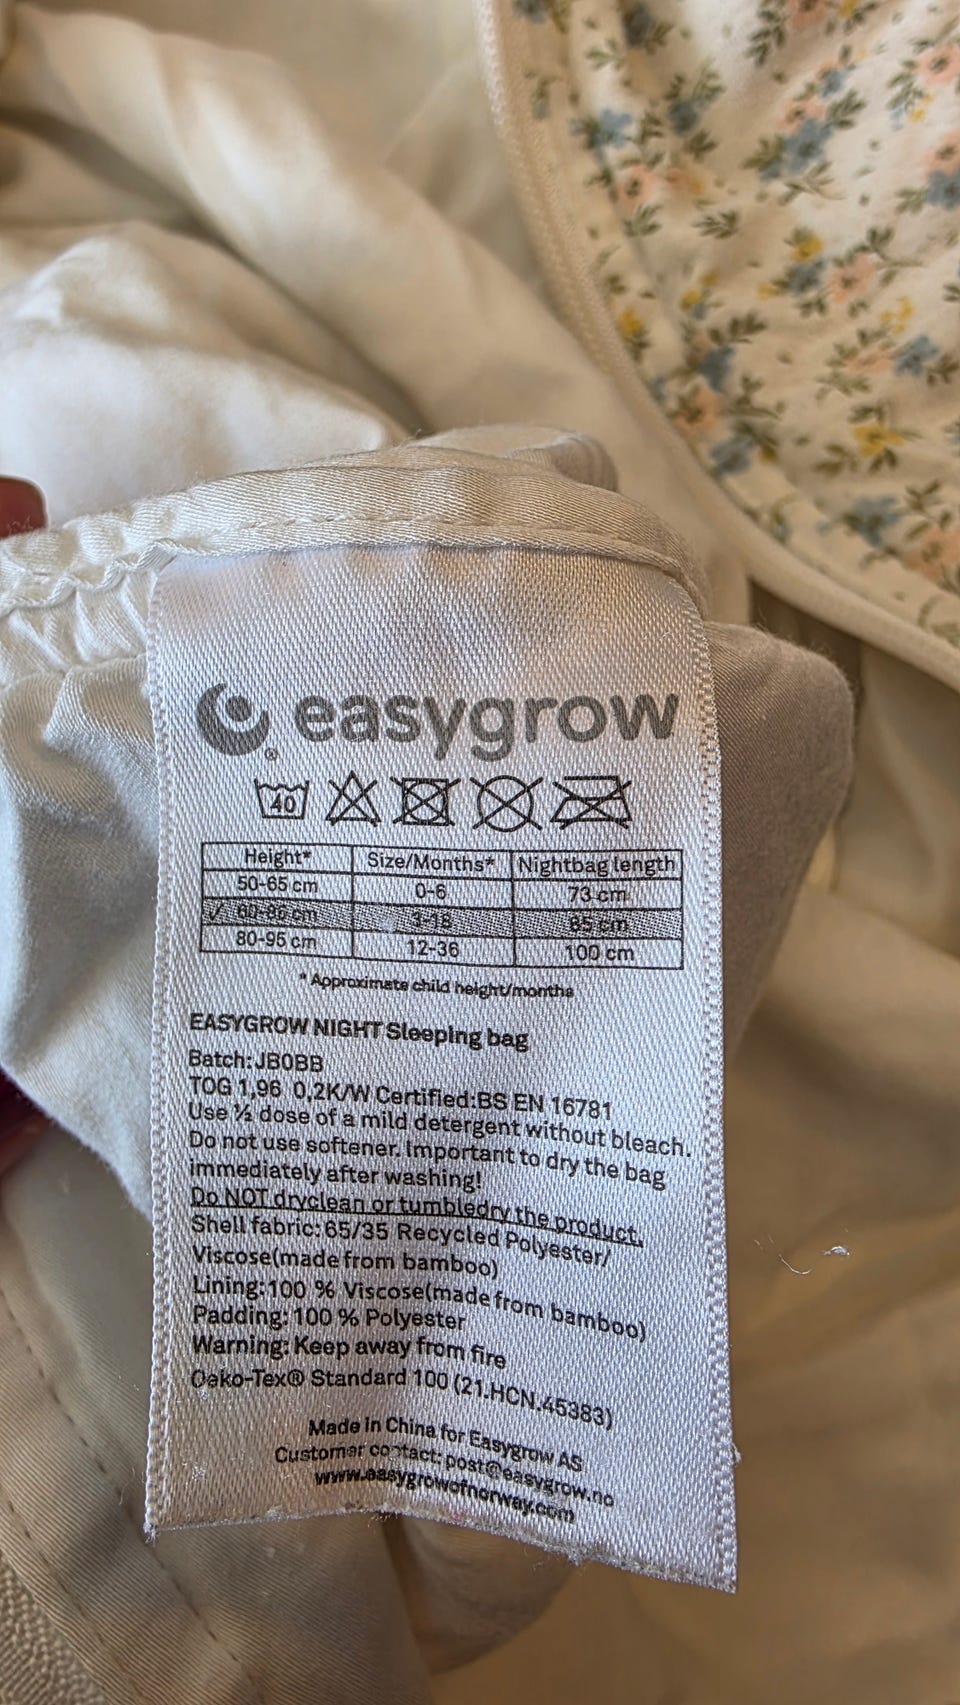 easygrow
®
40
Height* Size/Months* Nightbag length
50-65 cm 0-6 73 cm
✓ 60-86 cm 3-18 85 cm
80-95 cm 12-36 100 cm
* Approximate child height/months
EASYGROW NIGHT Sleeping bag
Batch: JB0BB
TOG 1,96 0,2K/W Certified:BS EN 16781
Use ½ dose of a mild detergent without bleach.
Do not use softener. Important to dry the bag
immediately after washing!
Do NOT dryclean or tumbledry the product.
Shell fabric: 65/35 Recycled Polyester/
Viscose(made from bamboo)
Lining:100 % Viscose(made from bamboo)
Padding: 100 % Polyester
Warning: Keep away from fire
Oeko-Tex® Standard 100 (21.HCN.45383)
Made in China for Easygrow AS
Customer contact: post@easygrow.no
www.easygrowofnorway.com